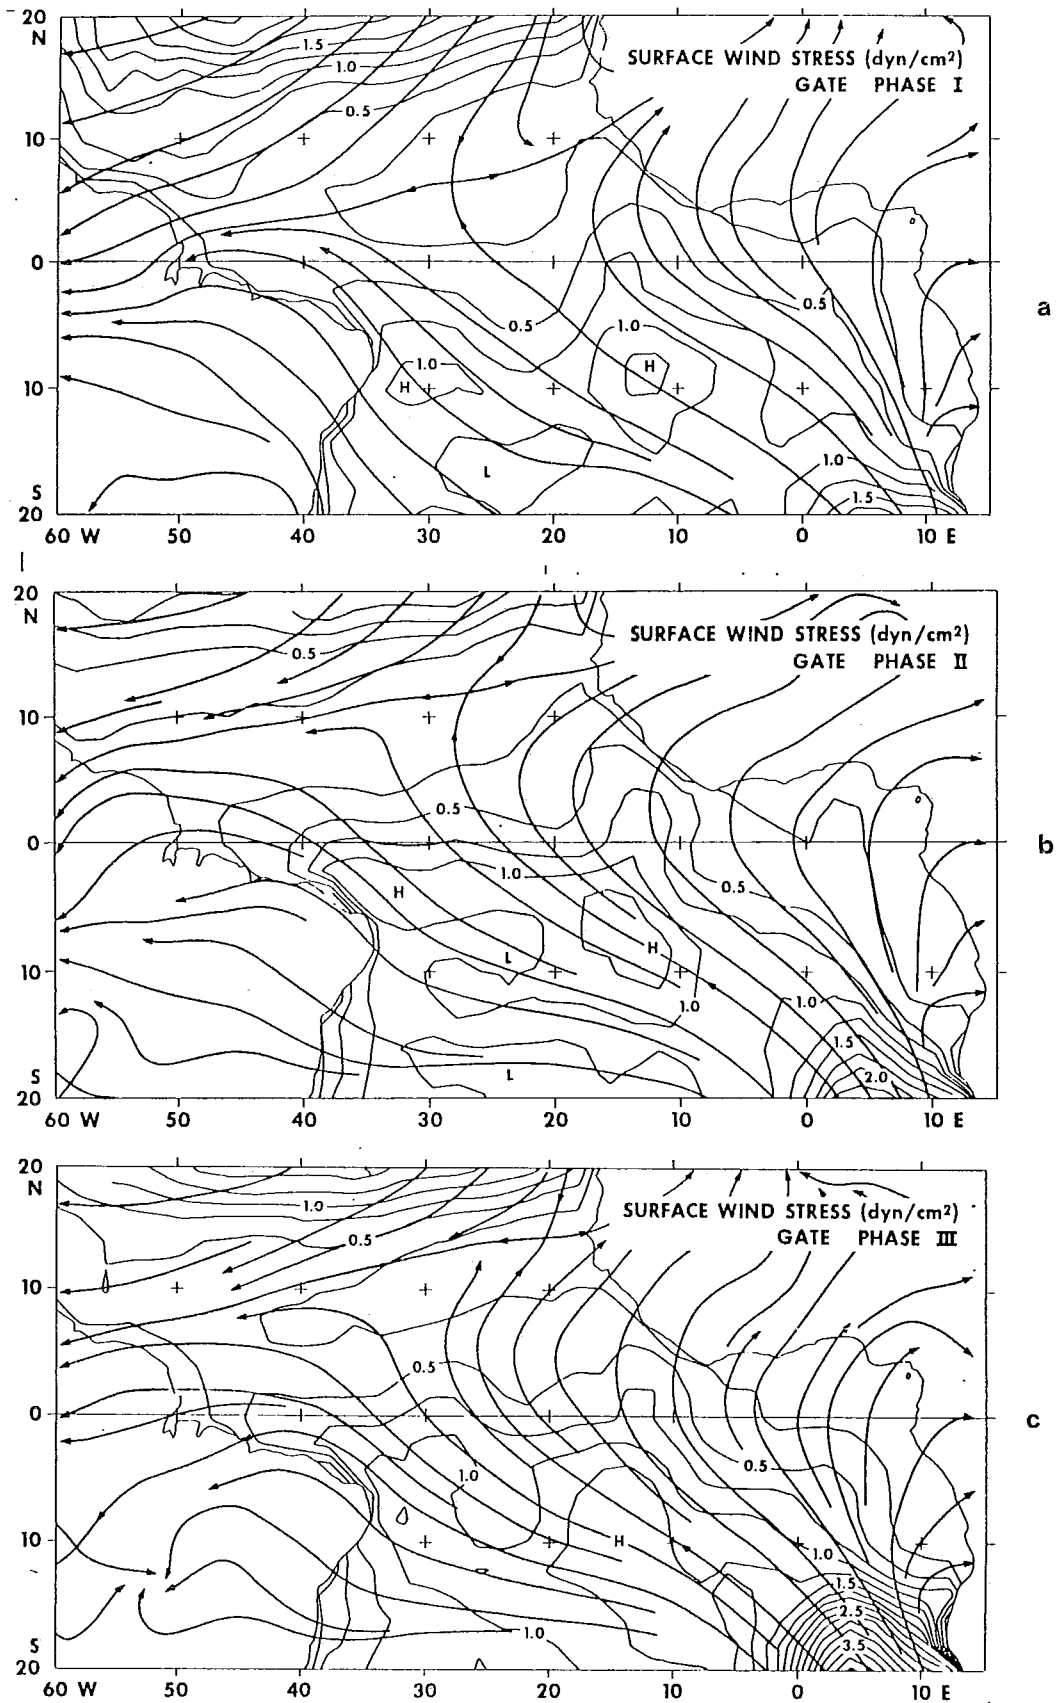 20
N
1.5
1.0
0.5
SURFACE WIND STRESS (dyn/cm²)
GATE PHASE I
10
0
a
0.5
0.5
1.0
1.0
H
H
10
L
1.0
1.5
S
20
60 W 50 40 30 20 10 0 10 E
20
N
0.5
SURFACE WIND STRESS (dyn/cm²)
GATE PHASE II
10
0.5
0
b
1.0
0.5
H
H
L
10
1.0
1.0
1.5
L
2.0
S
20
60 W 50 40 30 20 10 0 10 E
20
N
1.0
0.5
SURFACE WIND STRESS (dyn/cm²)
GATE PHASE III
10
0.5
0
c
1.0
0.5
10
H
1.0
1.5
2.5
1.0
3.5
S
20
60 W 50 40 30 20 10 0 10 E